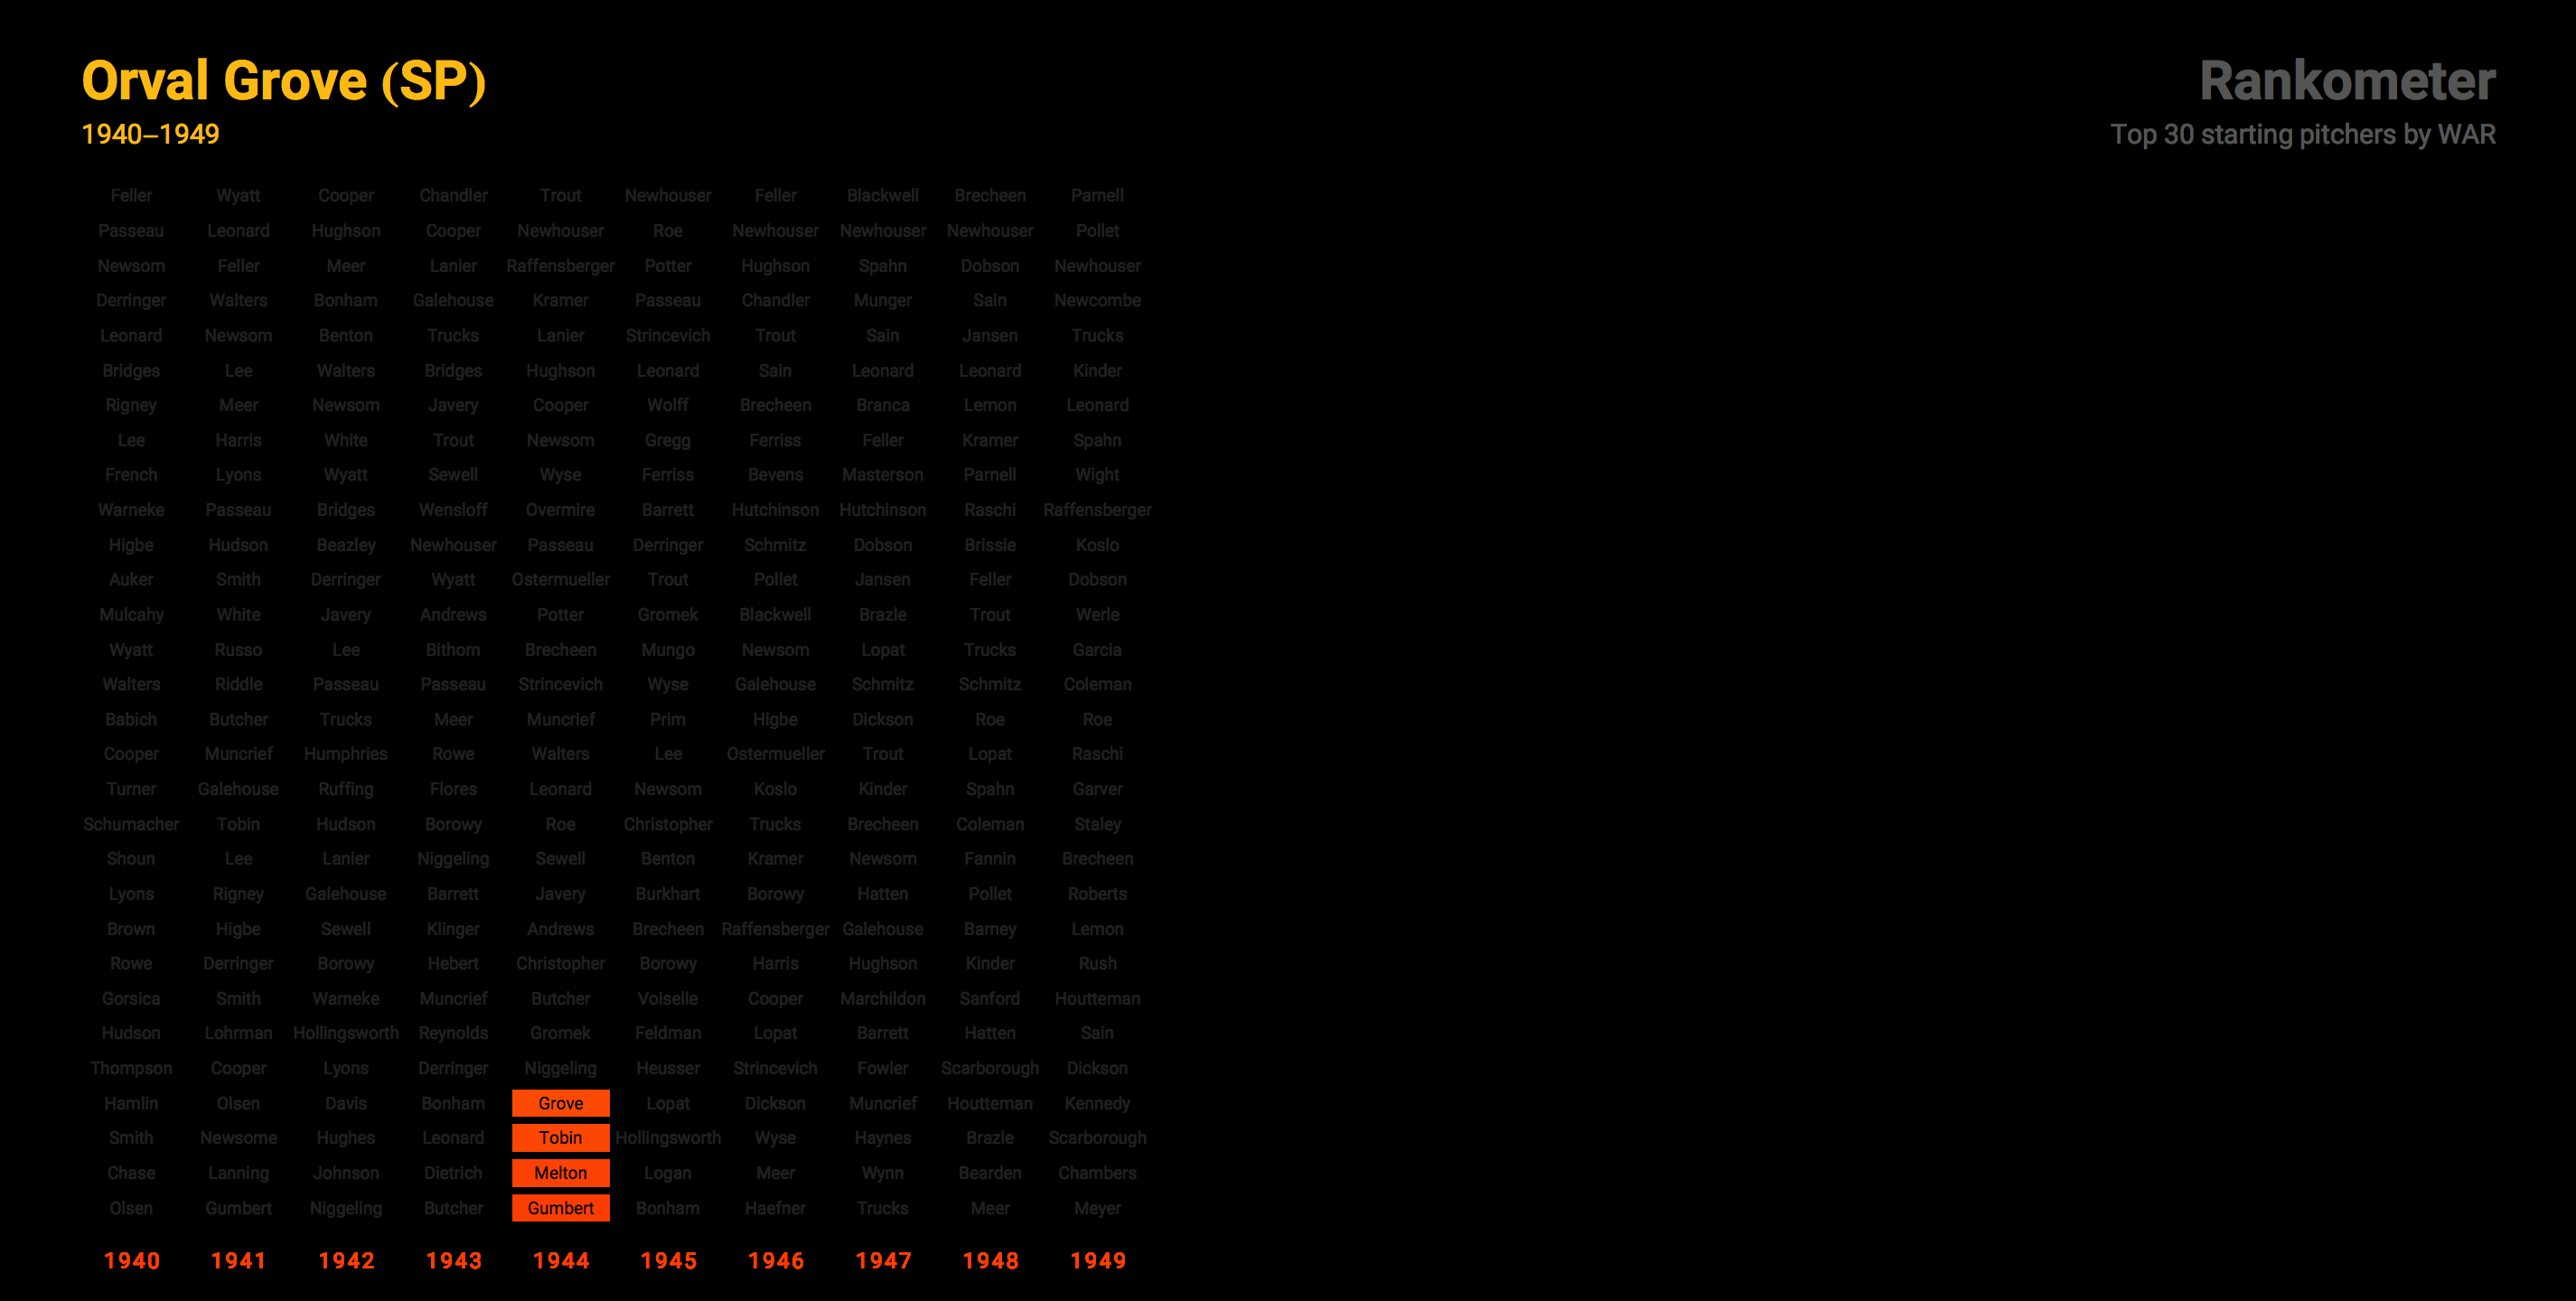 Orval Grove (SP)
1940–1949
Rankometer
Top 30 starting pitchers by WAR
Feller Wyatt Cooper Chandler Trout Newhouser Feller Blackwell Brecheen Parnell
Passeau Leonard Hughson Cooper Newhouser Roe Newhouser Newhouser Newhouser Pollet
Newsom Feller Meer Lanier Raffensberger Potter Hughson Spahn Dobson Newhouser
Derringer Walters Bonham Galehouse Kramer Passeau Chandler Munger Sain Newcombe
Leonard Newsom Benton Trucks Lanier Strincevich Trout Sain Jansen Trucks
Bridges Lee Walters Bridges Hughson Leonard Sain Leonard Leonard Kinder
Rigney Meer Newsom Javery Cooper Wolff Brecheen Branca Lemon Leonard
Lee Harris White Trout Newsom Gregg Ferriss Feller Kramer Spahn
French Lyons Wyatt Sewell Wyse Ferriss Bevens Masterson Parnell Wight
Warneke Passeau Bridges Wensloff Overmire Barrett Hutchinson Hutchinson Raschi Raffensberger
Higbe Hudson Beazley Newhouser Passeau Derringer Schmitz Dobson Brissie Koslo
Auker Smith Derringer Wyatt Ostermueller Trout Pollet Jansen Feller Dobson
Mulcahy White Javery Andrews Potter Gromek Blackwell Brazle Trout Werle
Wyatt Russo Lee Bithorn Brecheen Mungo Newsom Lopat Trucks Garcia
Walters Riddle Passeau Passeau Strincevich Wyse Galehouse Schmitz Schmitz Coleman
Babich Butcher Trucks Meer Muncrief Prim Higbe Dickson Roe Roe
Cooper Muncrief Humphries Rowe Walters Lee Ostermueller Trout Lopat Raschi
Turner Galehouse Ruffing Flores Leonard Newsom Koslo Kinder Spahn Garver
Schumacher Tobin Hudson Borowy Roe Christopher Trucks Brecheen Coleman Staley
Shoun Lee Lanier Niggeling Sewell Benton Kramer Newsom Fannin Brecheen
Lyons Rigney Galehouse Barrett Javery Burkhart Borowy Hatten Pollet Roberts
Brown Higbe Sewell Klinger Andrews Brecheen Raffensberger Galehouse Barney Lemon
Rowe Derringer Borowy Hebert Christopher Borowy Harris Hughson Kinder Rush
Gorsica Smith Warneke Muncrief Butcher Voiselle Cooper Marchildon Sanford Houtteman
Hudson Lohrman Hollingsworth Reynolds Gromek Feldman Lopat Barrett Hatten Sain
Thompson Cooper Lyons Derringer Niggeling Heusser Strincevich Fowler Scarborough Dickson
Hamlin Olsen Davis Bonham Grove Lopat Dickson Muncrief Houtteman Kennedy
Smith Newsome Hughes Leonard Tobin Hollingsworth Wyse Haynes Brazle Scarborough
Chase Lanning Johnson Dietrich Melton Logan Meer Wynn Bearden Chambers
Olsen Gumbert Niggeling Butcher Gumbert Bonham Haefner Trucks Meer Meyer
1940 1941 1942 1943 1944 1945 1946 1947 1948 1949